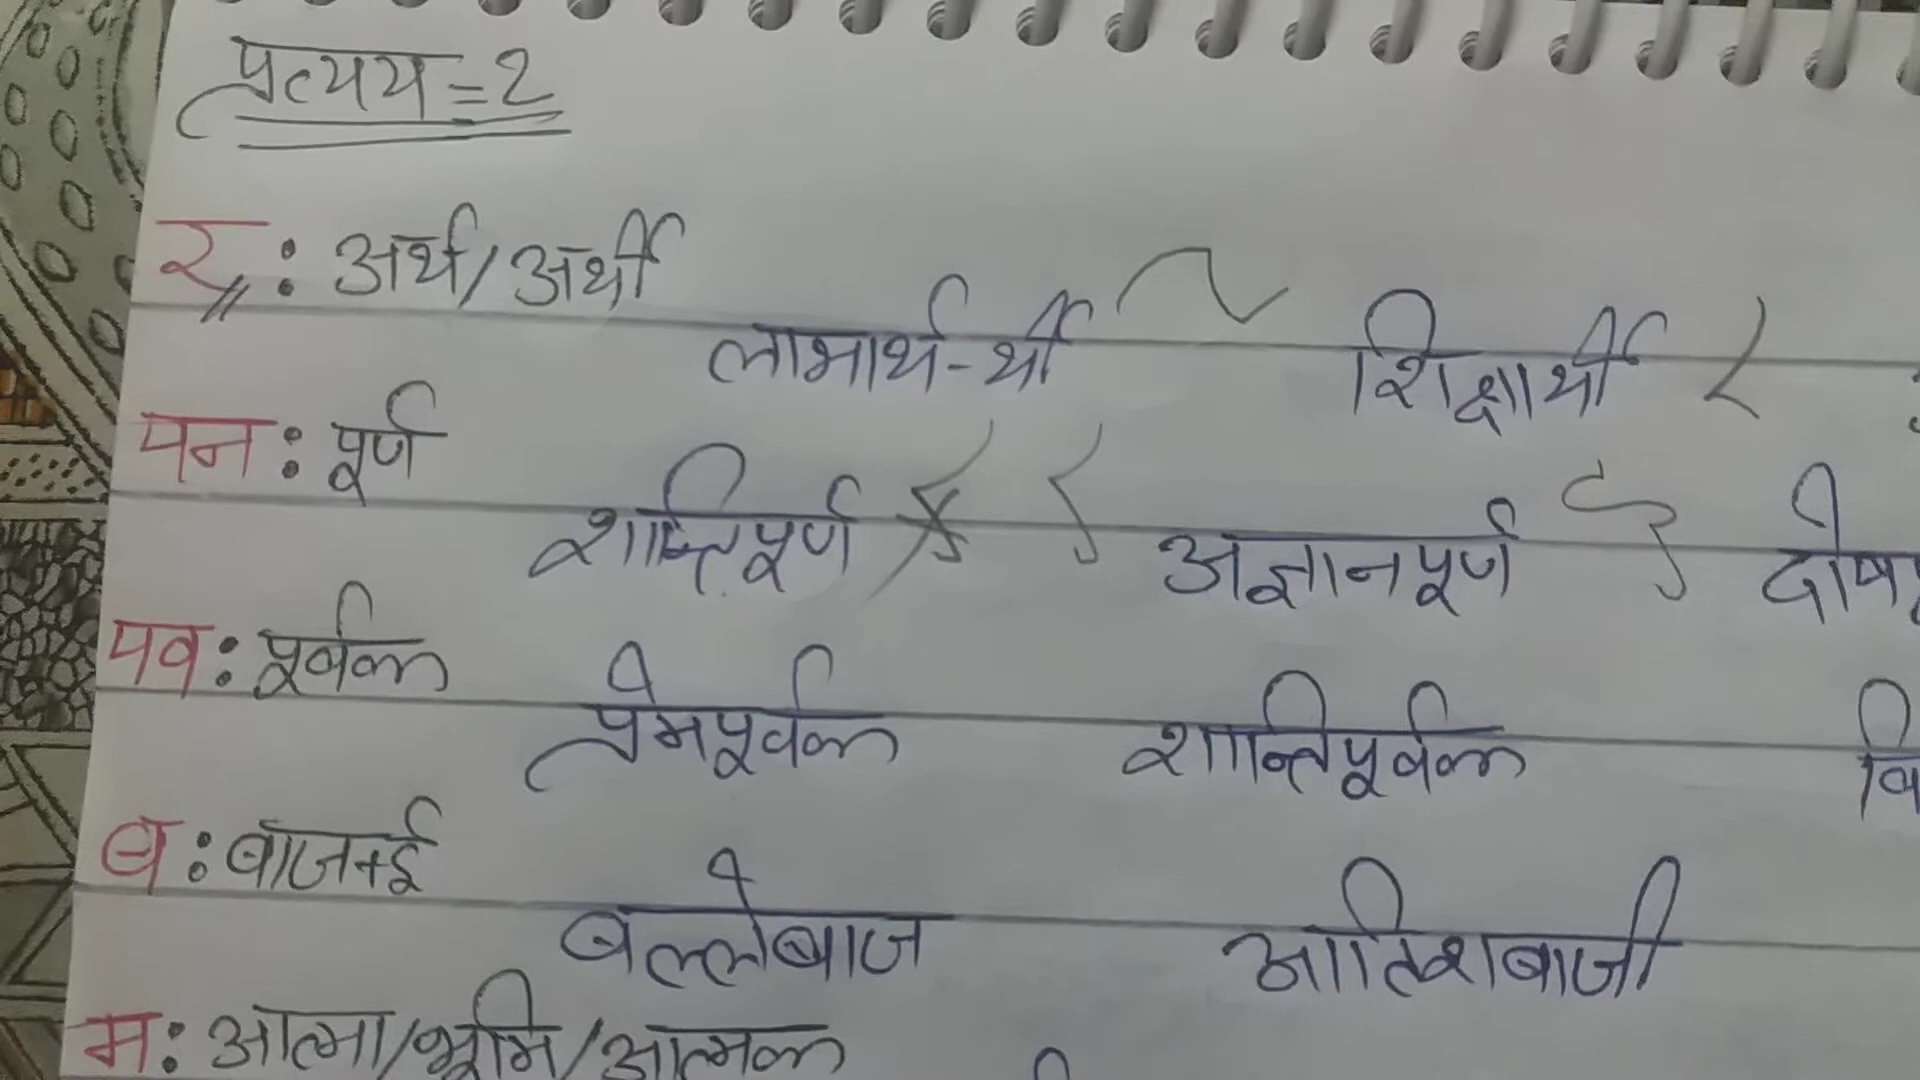 प्रत्यय = 2
र : अर्थ/अर्थी
लाभार्थ-र्थी शिक्षार्थी
पन : पूर्ण
शान्तिपूर्ण अज्ञानपूर्ण
पव : पूर्वक
प्रेमपूर्वक शान्तिपूर्वक
ब : बाज+ई
बल्लेबाज आतिशबाजी
म : आत्मा/भूमि/आत्मक